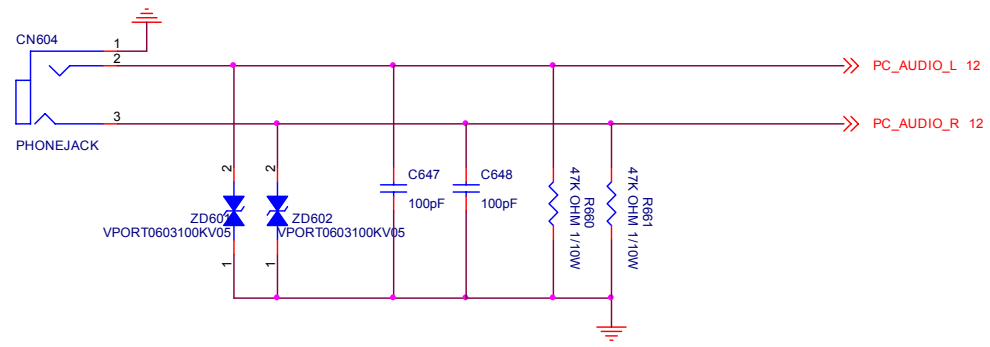 CN604
1
2
3
PHONEJACK
PC_AUDIO_L 12
PC_AUDIO_R 12
2
2
ZD601
VPORT0603100KV05
1
ZD602
VPORT0603100KV05
1
C647
100pF
C648
100pF
R660
47K OHM 1/10W
R661
47K OHM 1/10W